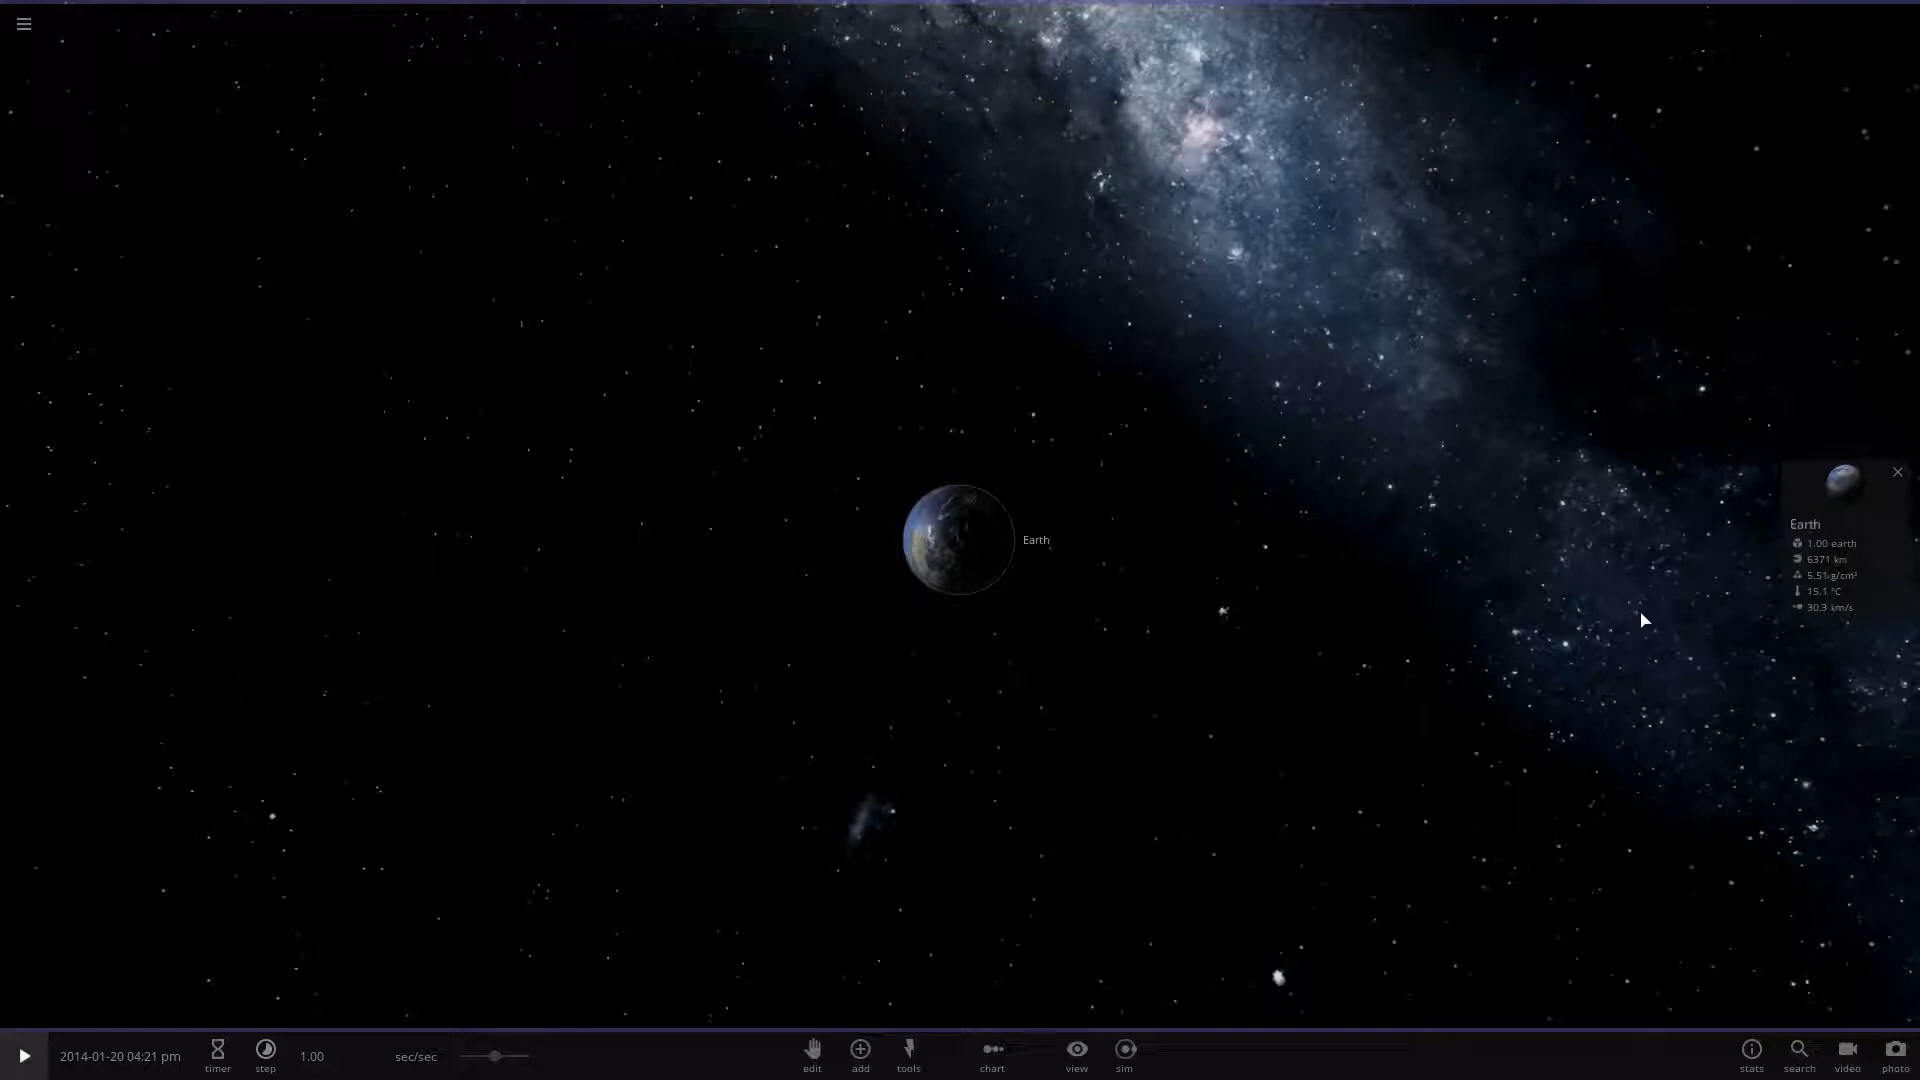 Earth
Earth
1.00 earth
6371 km
5.51 g/cm³
15.1 °C
30.3 km/s
2014-01-20 04:21 pm
timer
step
1.00
sec/sec
edit
add
tools
chart
view
sim
stats
search
video
photo